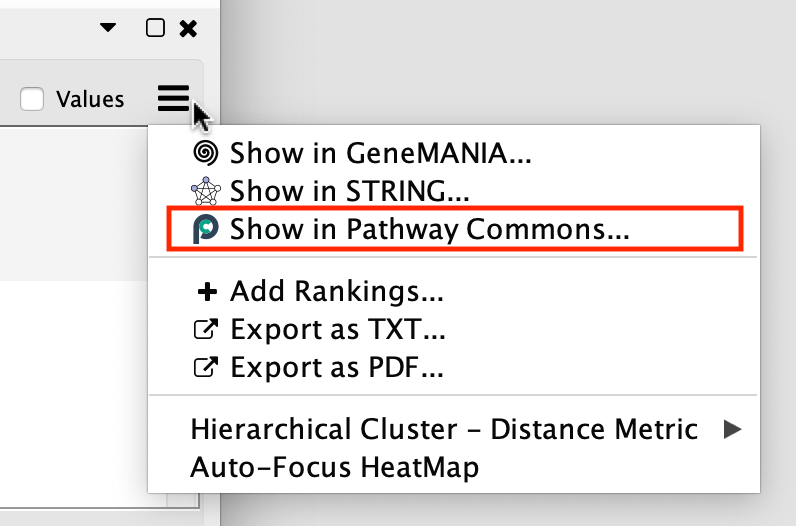 Values
Show in GeneMANIA...
Show in STRING...
Show in Pathway Commons...
Add Rankings...
Export as TXT...
Export as PDF...
Hierarchical Cluster - Distance Metric
Auto-Focus HeatMap